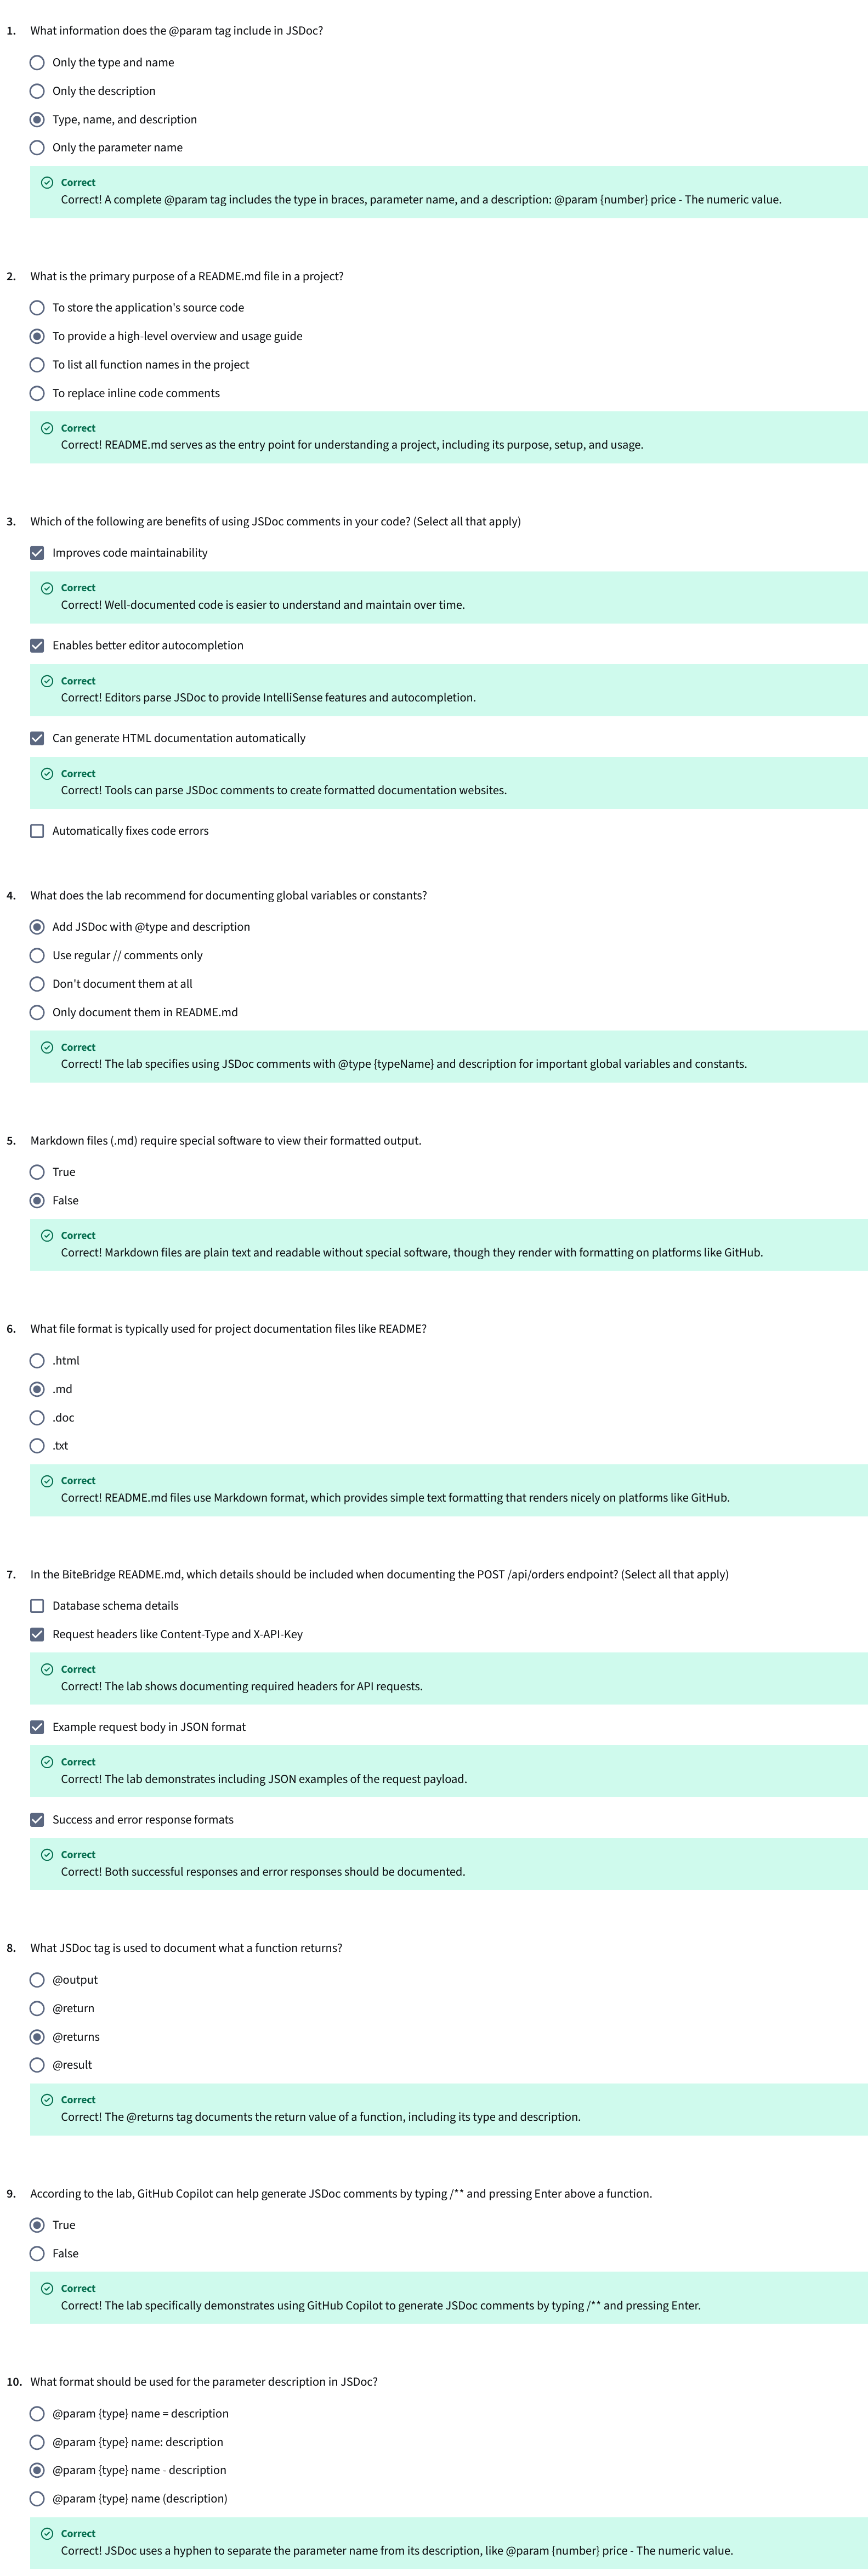 1. What information does the @param tag include in JSDoc?
Only the type and name
Only the description
Type, name, and description
Only the parameter name
Correct
Correct! A complete @param tag includes the type in braces, parameter name, and a description: @param {number} price - The numeric value.
2. What is the primary purpose of a README.md file in a project?
To store the application's source code
To provide a high-level overview and usage guide
To list all function names in the project
To replace inline code comments
Correct
Correct! README.md serves as the entry point for understanding a project, including its purpose, setup, and usage.
3. Which of the following are benefits of using JSDoc comments in your code? (Select all that apply)
Improves code maintainability
Correct
Correct! Well-documented code is easier to understand and maintain over time.
Enables better editor autocompletion
Correct
Correct! Editors parse JSDoc to provide IntelliSense features and autocompletion.
Can generate HTML documentation automatically
Correct
Correct! Tools can parse JSDoc comments to create formatted documentation websites.
Automatically fixes code errors
4. What does the lab recommend for documenting global variables or constants?
Add JSDoc with @type and description
Use regular // comments only
Don't document them at all
Only document them in README.md
Correct
Correct! The lab specifies using JSDoc comments with @type {typeName} and description for important global variables and constants.
5. Markdown files (.md) require special software to view their formatted output.
True
False
Correct
Correct! Markdown files are plain text and readable without special software, though they render with formatting on platforms like GitHub.
6. What file format is typically used for project documentation files like README?
.html
.md
.doc
.txt
Correct
Correct! README.md files use Markdown format, which provides simple text formatting that renders nicely on platforms like GitHub.
7. In the BiteBridge README.md, which details should be included when documenting the POST /api/orders endpoint? (Select all that apply)
Database schema details
Request headers like Content-Type and X-API-Key
Correct
Correct! The lab shows documenting required headers for API requests.
Example request body in JSON format
Correct
Correct! The lab demonstrates including JSON examples of the request payload.
Success and error response formats
Correct
Correct! Both successful responses and error responses should be documented.
8. What JSDoc tag is used to document what a function returns?
@output
@return
@returns
@result
Correct
Correct! The @returns tag documents the return value of a function, including its type and description.
9. According to the lab, GitHub Copilot can help generate JSDoc comments by typing /** and pressing Enter above a function.
True
False
Correct
Correct! The lab specifically demonstrates using GitHub Copilot to generate JSDoc comments by typing /** and pressing Enter.
10. What format should be used for the parameter description in JSDoc?
@param {type} name = description
@param {type} name: description
@param {type} name - description
@param {type} name (description)
Correct
Correct! JSDoc uses a hyphen to separate the parameter name from its description, like @param {number} price - The numeric value.